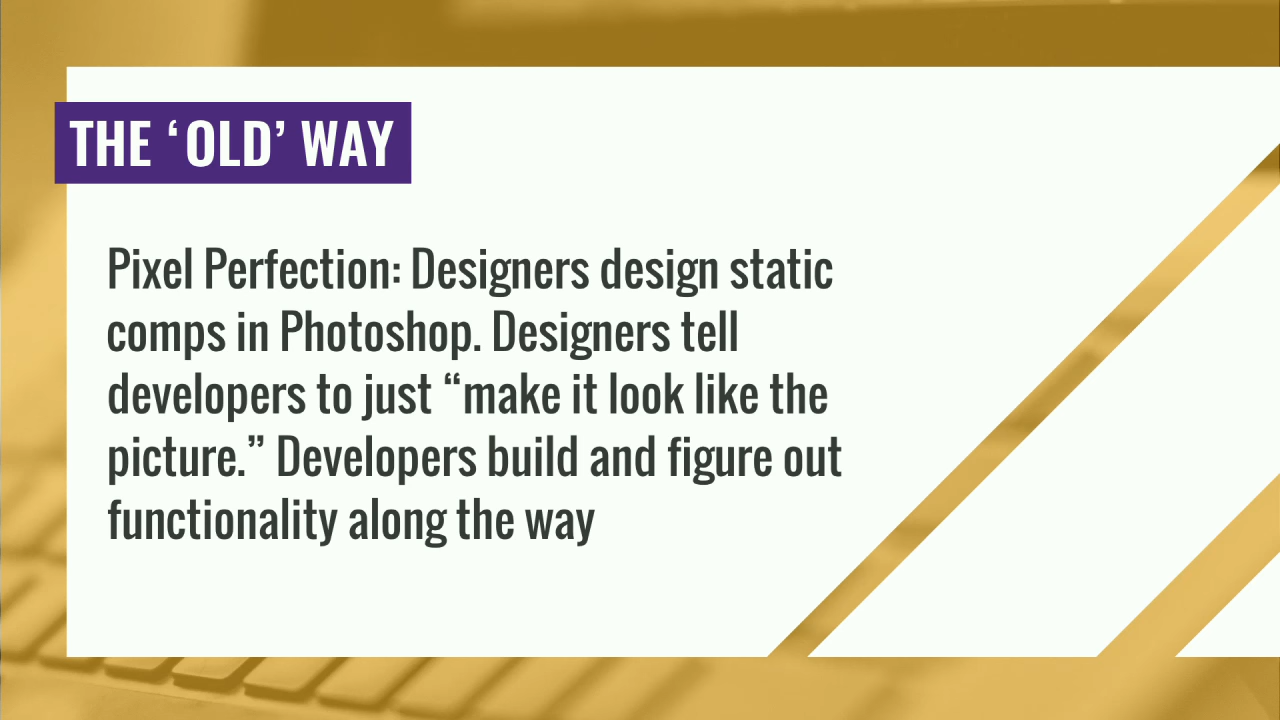 THE ‘OLD’ WAY
Pixel Perfection: Designers design static
comps in Photoshop. Designers tell
developers to just “make it look like the
picture.” Developers build and figure out
functionality along the way